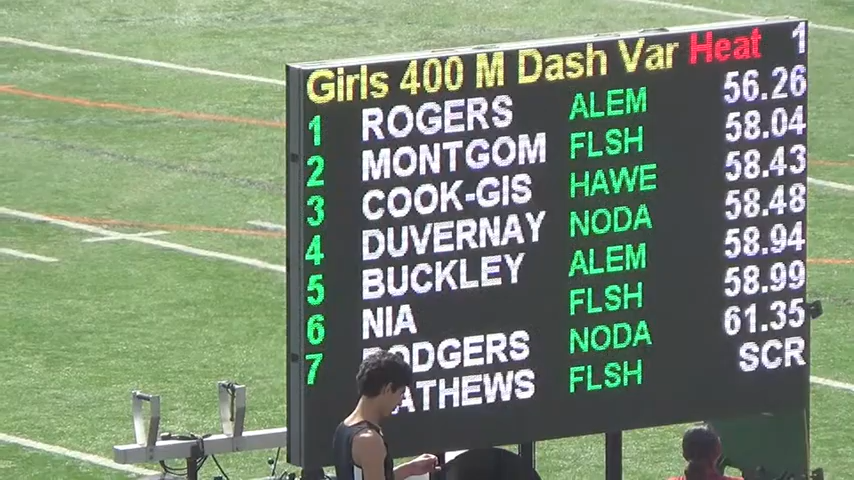 Girls 400 M Dash Var Heat 1
1 ROGERS ALEM 56.26
2 MONTGOM FLSH 58.04
3 COOK-GIS HAWE 58.43
4 DUVERNAY NODA 58.48
5 BUCKLEY ALEM 58.94
6 NIA FLSH 58.99
7 RODGERS NODA 61.35
MATHEWS FLSH SCR